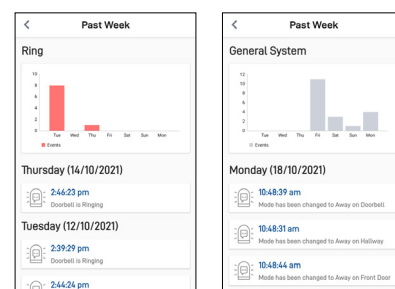 Past Week
Ring
10
8
6
4
2
0
Tue Wed Thu Fri Sat Sun Mon
Events
Thursday (14/10/2021)
2:46:23 pm
Doorbell is Ringing
Tuesday (12/10/2021)
2:39:29 pm
Doorbell is Ringing
2:44:24 pm
Past Week
General System
12
10
8
6
4
2
0
Tue Wed Thu Fri Sat Sun Mon
Events
Monday (18/10/2021)
10:48:39 am
Mode has been changed to Away on Doorbell
10:48:31 am
Mode has been changed to Away on Hallway
10:48:44 am
Mode has been changed to Away on Front Door